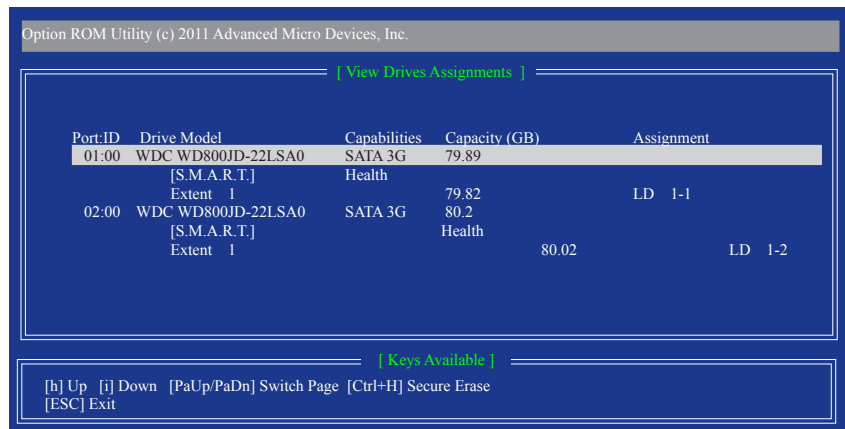 Option ROM Utility (c) 2011 Advanced Micro Devices, Inc.
[ View Drives Assignments ]
Port:ID Drive Model Capabilities Capacity (GB) Assignment
01:00 WDC WD800JD-22LSA0 SATA 3G 79.89
[S.M.A.R.T.] Health
Extent 1 79.82 LD 1-1
02:00 WDC WD800JD-22LSA0 SATA 3G 80.2
[S.M.A.R.T.] Health
Extent 1 80.02 LD 1-2
[ Keys Available ]
[h] Up [i] Down [PaUp/PaDn] Switch Page [Ctrl+H] Secure Erase
[ESC] Exit